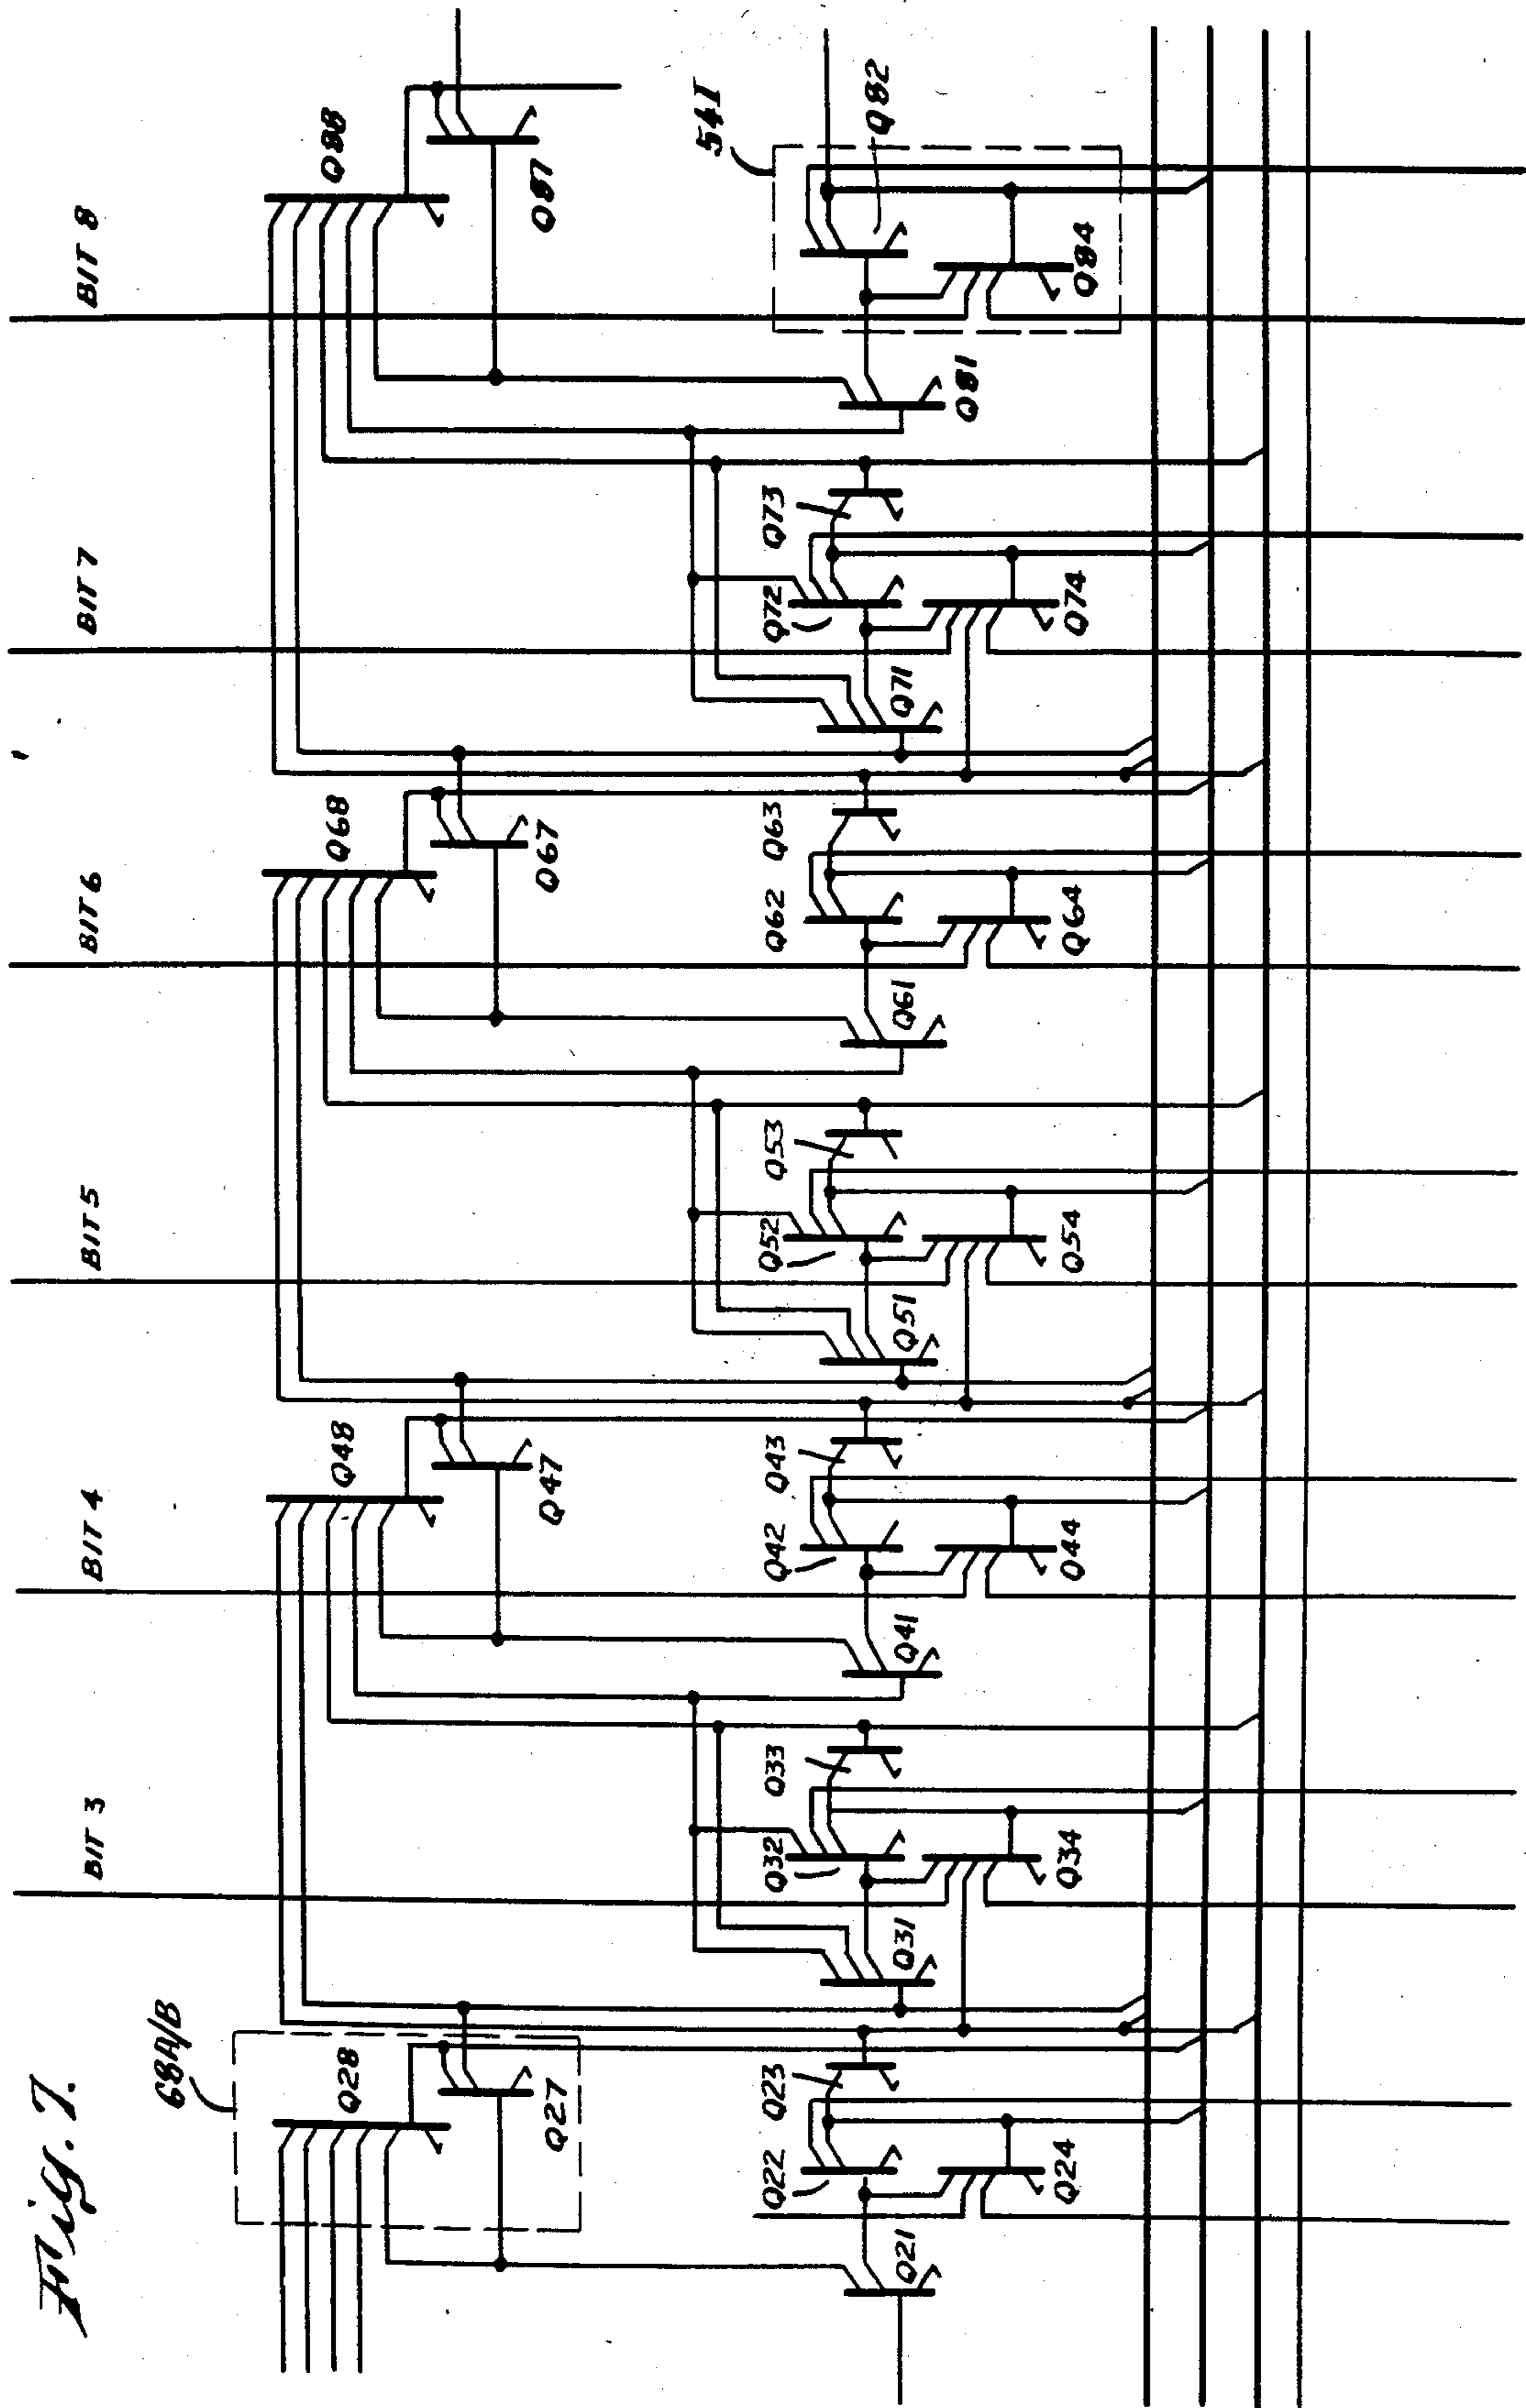 Fig. 7.
68A/B
BIT 3
BIT 4
BIT 5
BIT 6
BIT 7
BIT 8
Q28
Q48
Q68
Q88
Q27
Q47
Q67
Q87
54I
Q22
Q23
Q32
Q33
Q42
Q43
Q52
Q53
Q62
Q63
Q72
Q73
Q82
Q21
Q31
Q41
Q51
Q61
Q71
Q81
Q24
Q34
Q44
Q54
Q64
Q74
Q84